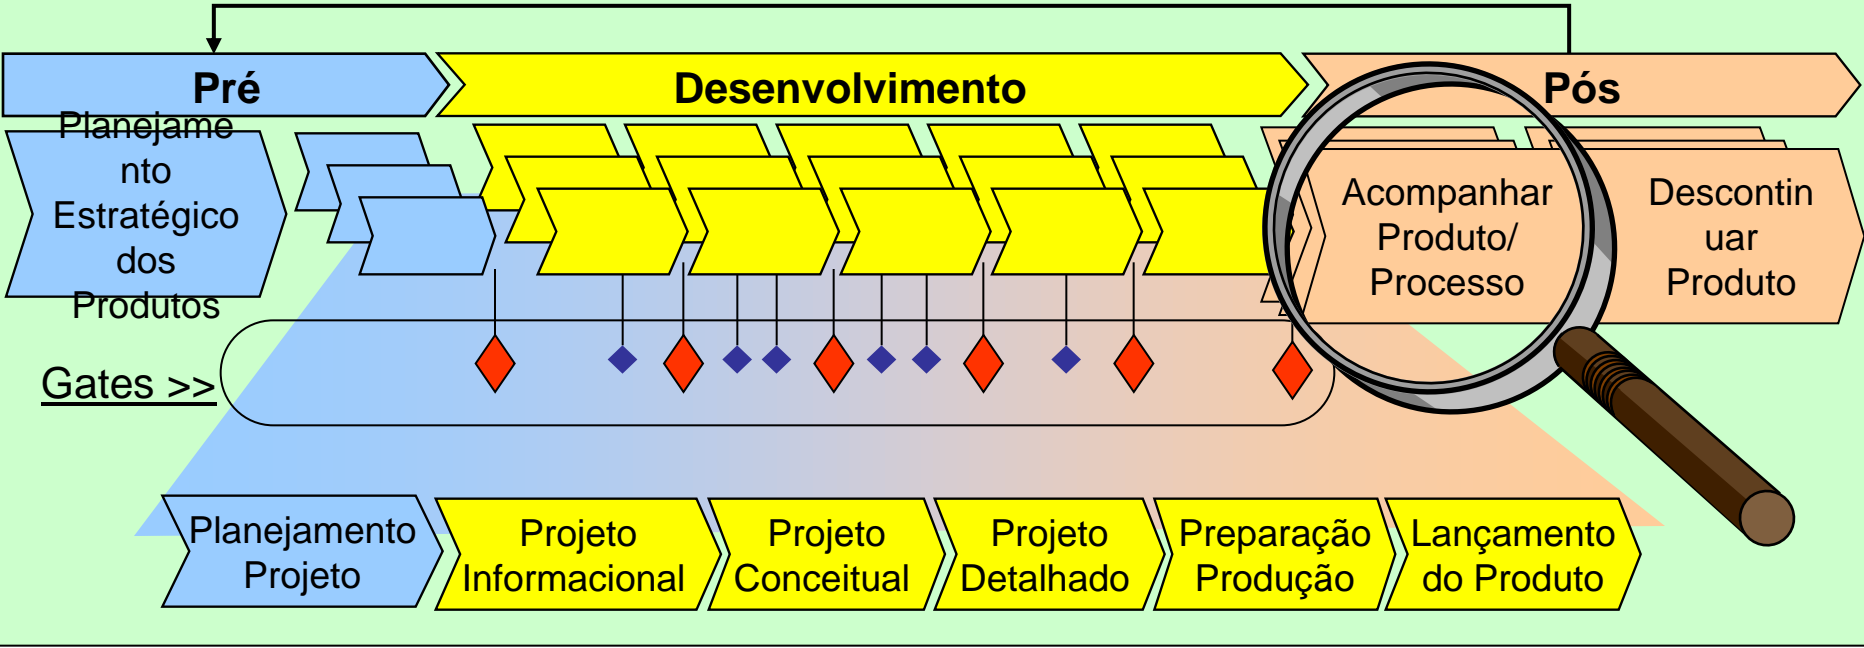 Pré
Desenvolvimento
Pós
Planejame
nto
Estratégico
dos
Produtos
Acompanhar
Produto/
Processo
Descontin
uar
Produto
Gates >>
Planejamento
Projeto
Projeto
Informacional
Projeto
Conceitual
Projeto
Detalhado
Preparação
Produção
Lançamento
do Produto